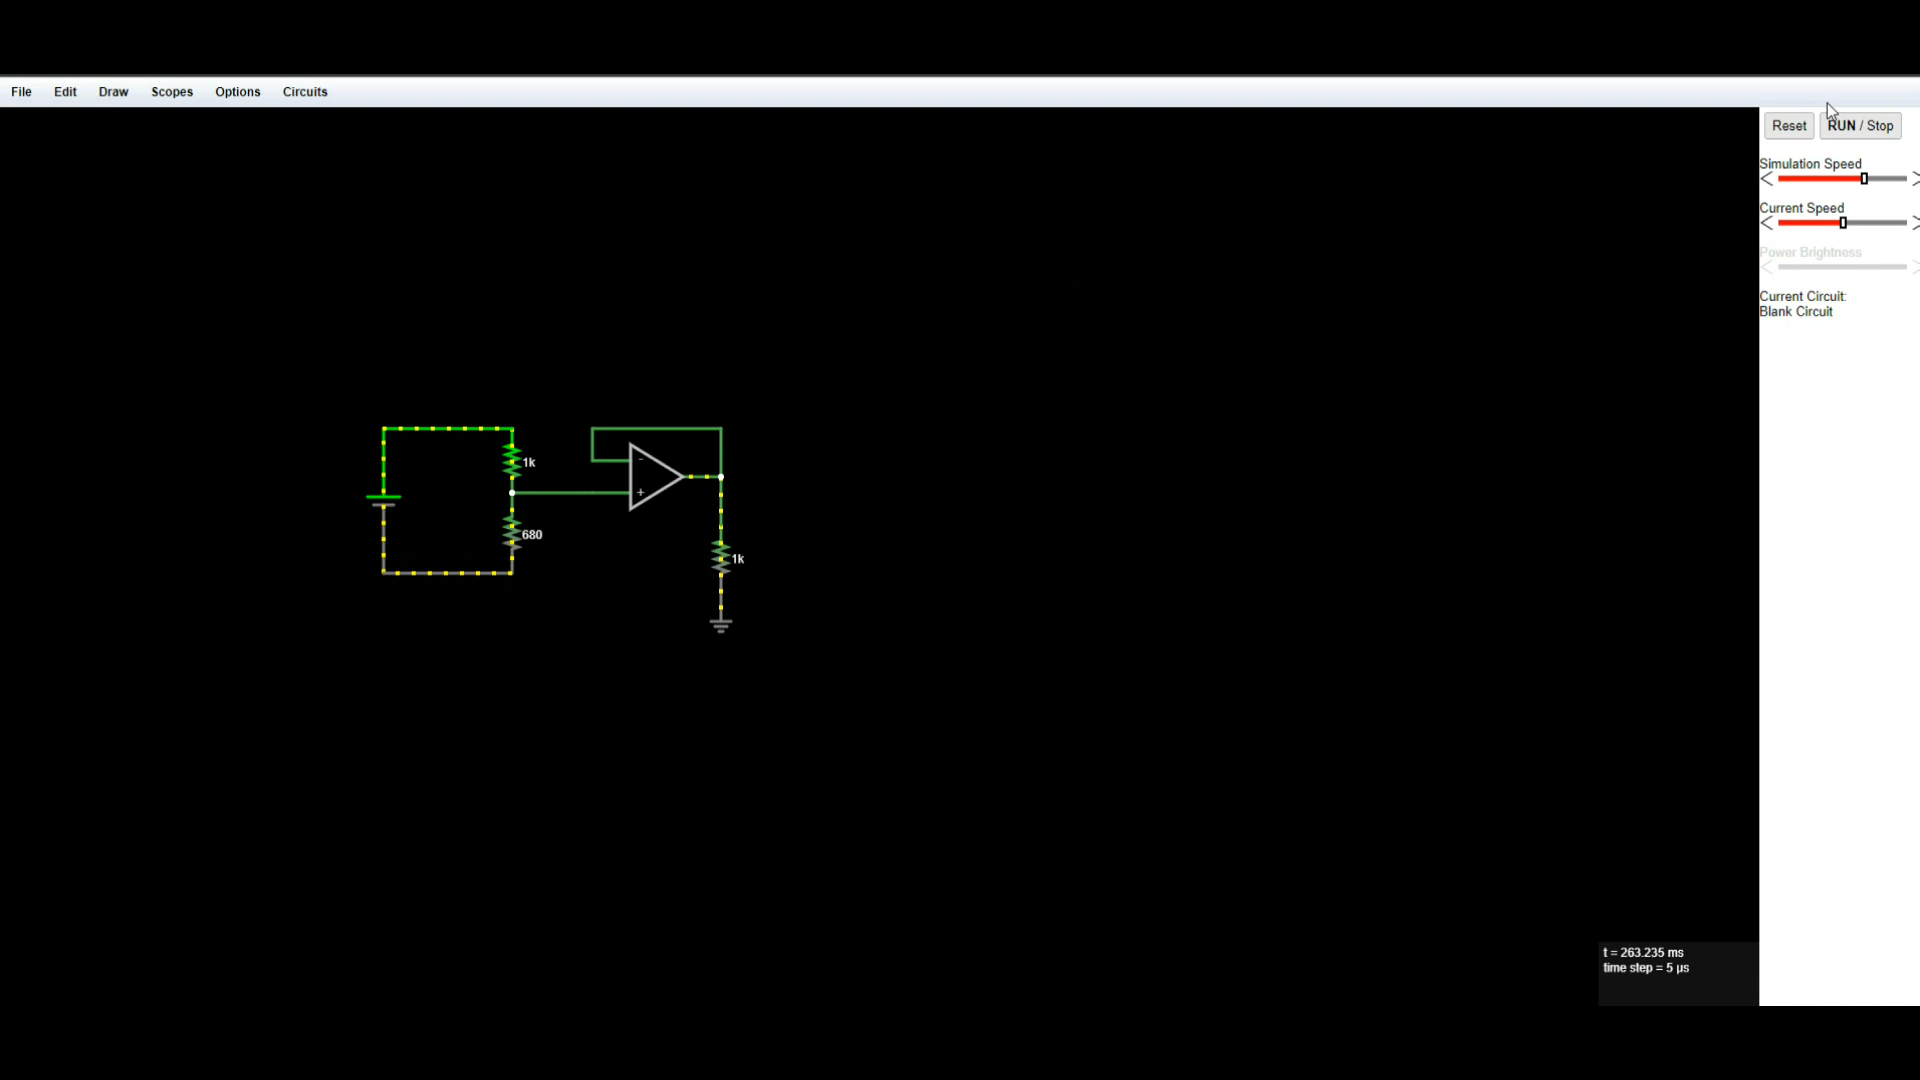 File Edit Draw Scopes Options Circuits
Reset RUN / Stop
Simulation Speed
Current Speed
Power Brightness
Current Circuit:
Blank Circuit
1k
680
1k
-
+
t = 263.235 ms
time step = 5 µs